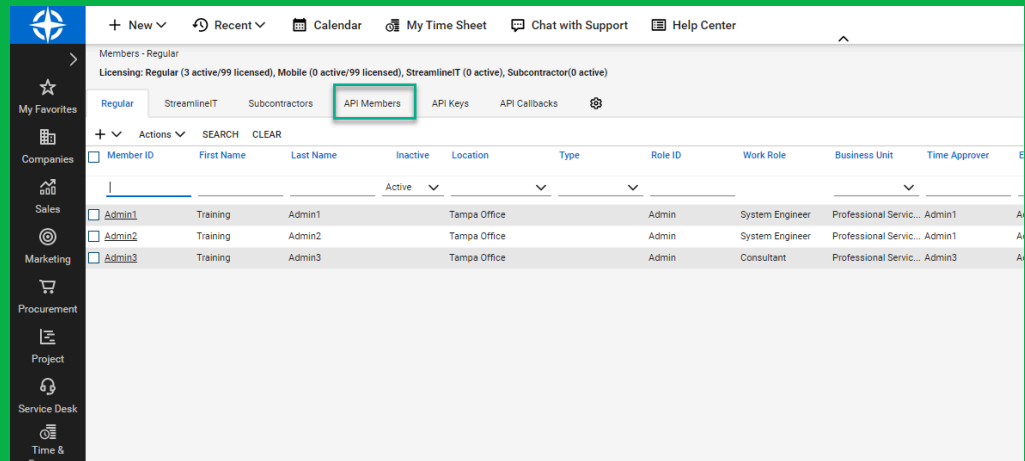 New Recent Calendar My Time Sheet Chat with Support Help Center
Members - Regular
Licensing: Regular (3 active/99 licensed), Mobile (0 active/99 licensed), StreamlineIT (0 active), Subcontractor(0 active)
Regular StreamlineIT Subcontractors API Members API Keys API Callbacks
Actions SEARCH CLEAR
Member ID First Name Last Name Inactive Location Type Role ID Work Role Business Unit Time Approver E
Active
Admin1 Training Admin1 Tampa Office Admin System Engineer Professional Servic... Admin1
Admin2 Training Admin2 Tampa Office Admin System Engineer Professional Servic... Admin1
Admin3 Training Admin3 Tampa Office Admin Consultant Professional Servic... Admin3
My Favorites
Companies
Sales
Marketing
Procurement
Project
Service Desk
Time &